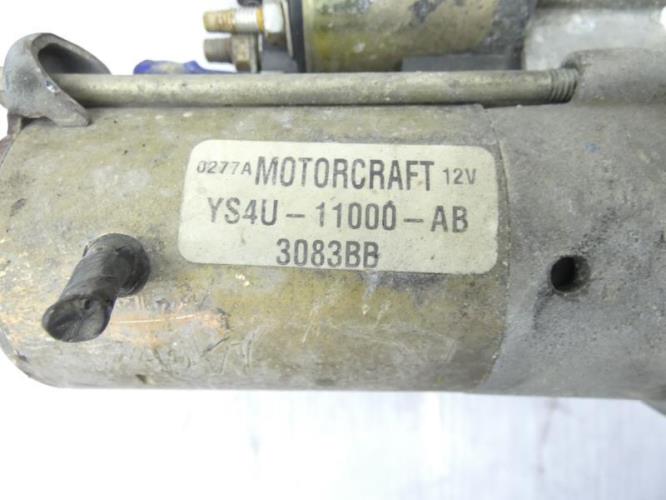 0277A MOTORCRAFT 12V
YS4U-11000-AB
3083BB